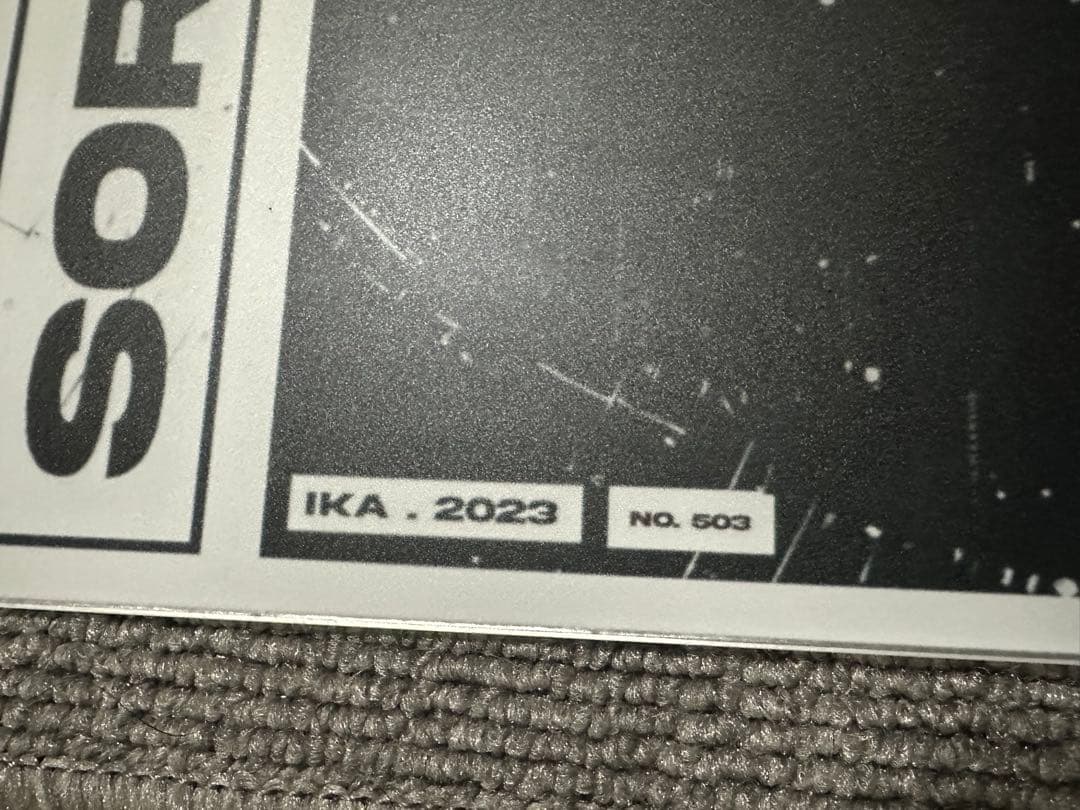 SOR
IKA . 2023
NO. 503